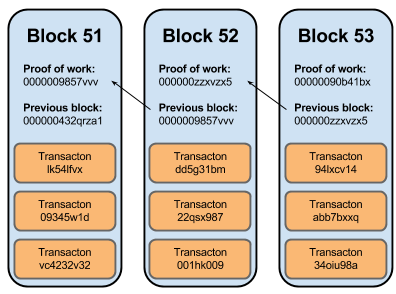 Block 51
Proof of work:
0000009857vvv
Previous block:
000000432qrza1
Transacton
lk54lfvx
Transacton
09345w1d
Transacton
vc4232v32
Block 52
Proof of work:
000000zzxvzx5
Previous block:
0000009857vvv
Transacton
dd5g31bm
Transacton
22qsx987
Transacton
001hk009
Block 53
Proof of work:
00000090b41bx
Previous block:
000000zzxvzx5
Transacton
94lxcv14
Transacton
abb7bxxq
Transacton
34oiu98a